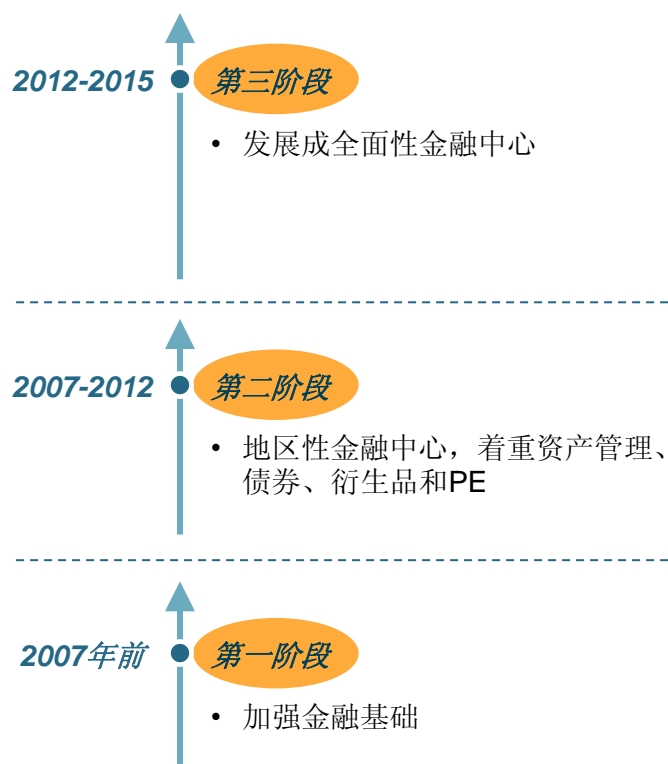 2012-2015
第三阶段
• 发展成全面性金融中心
2007-2012
第二阶段
• 地区性金融中心，着重资产管理、
债券、衍生品和PE
2007年前
第一阶段
• 加强金融基础